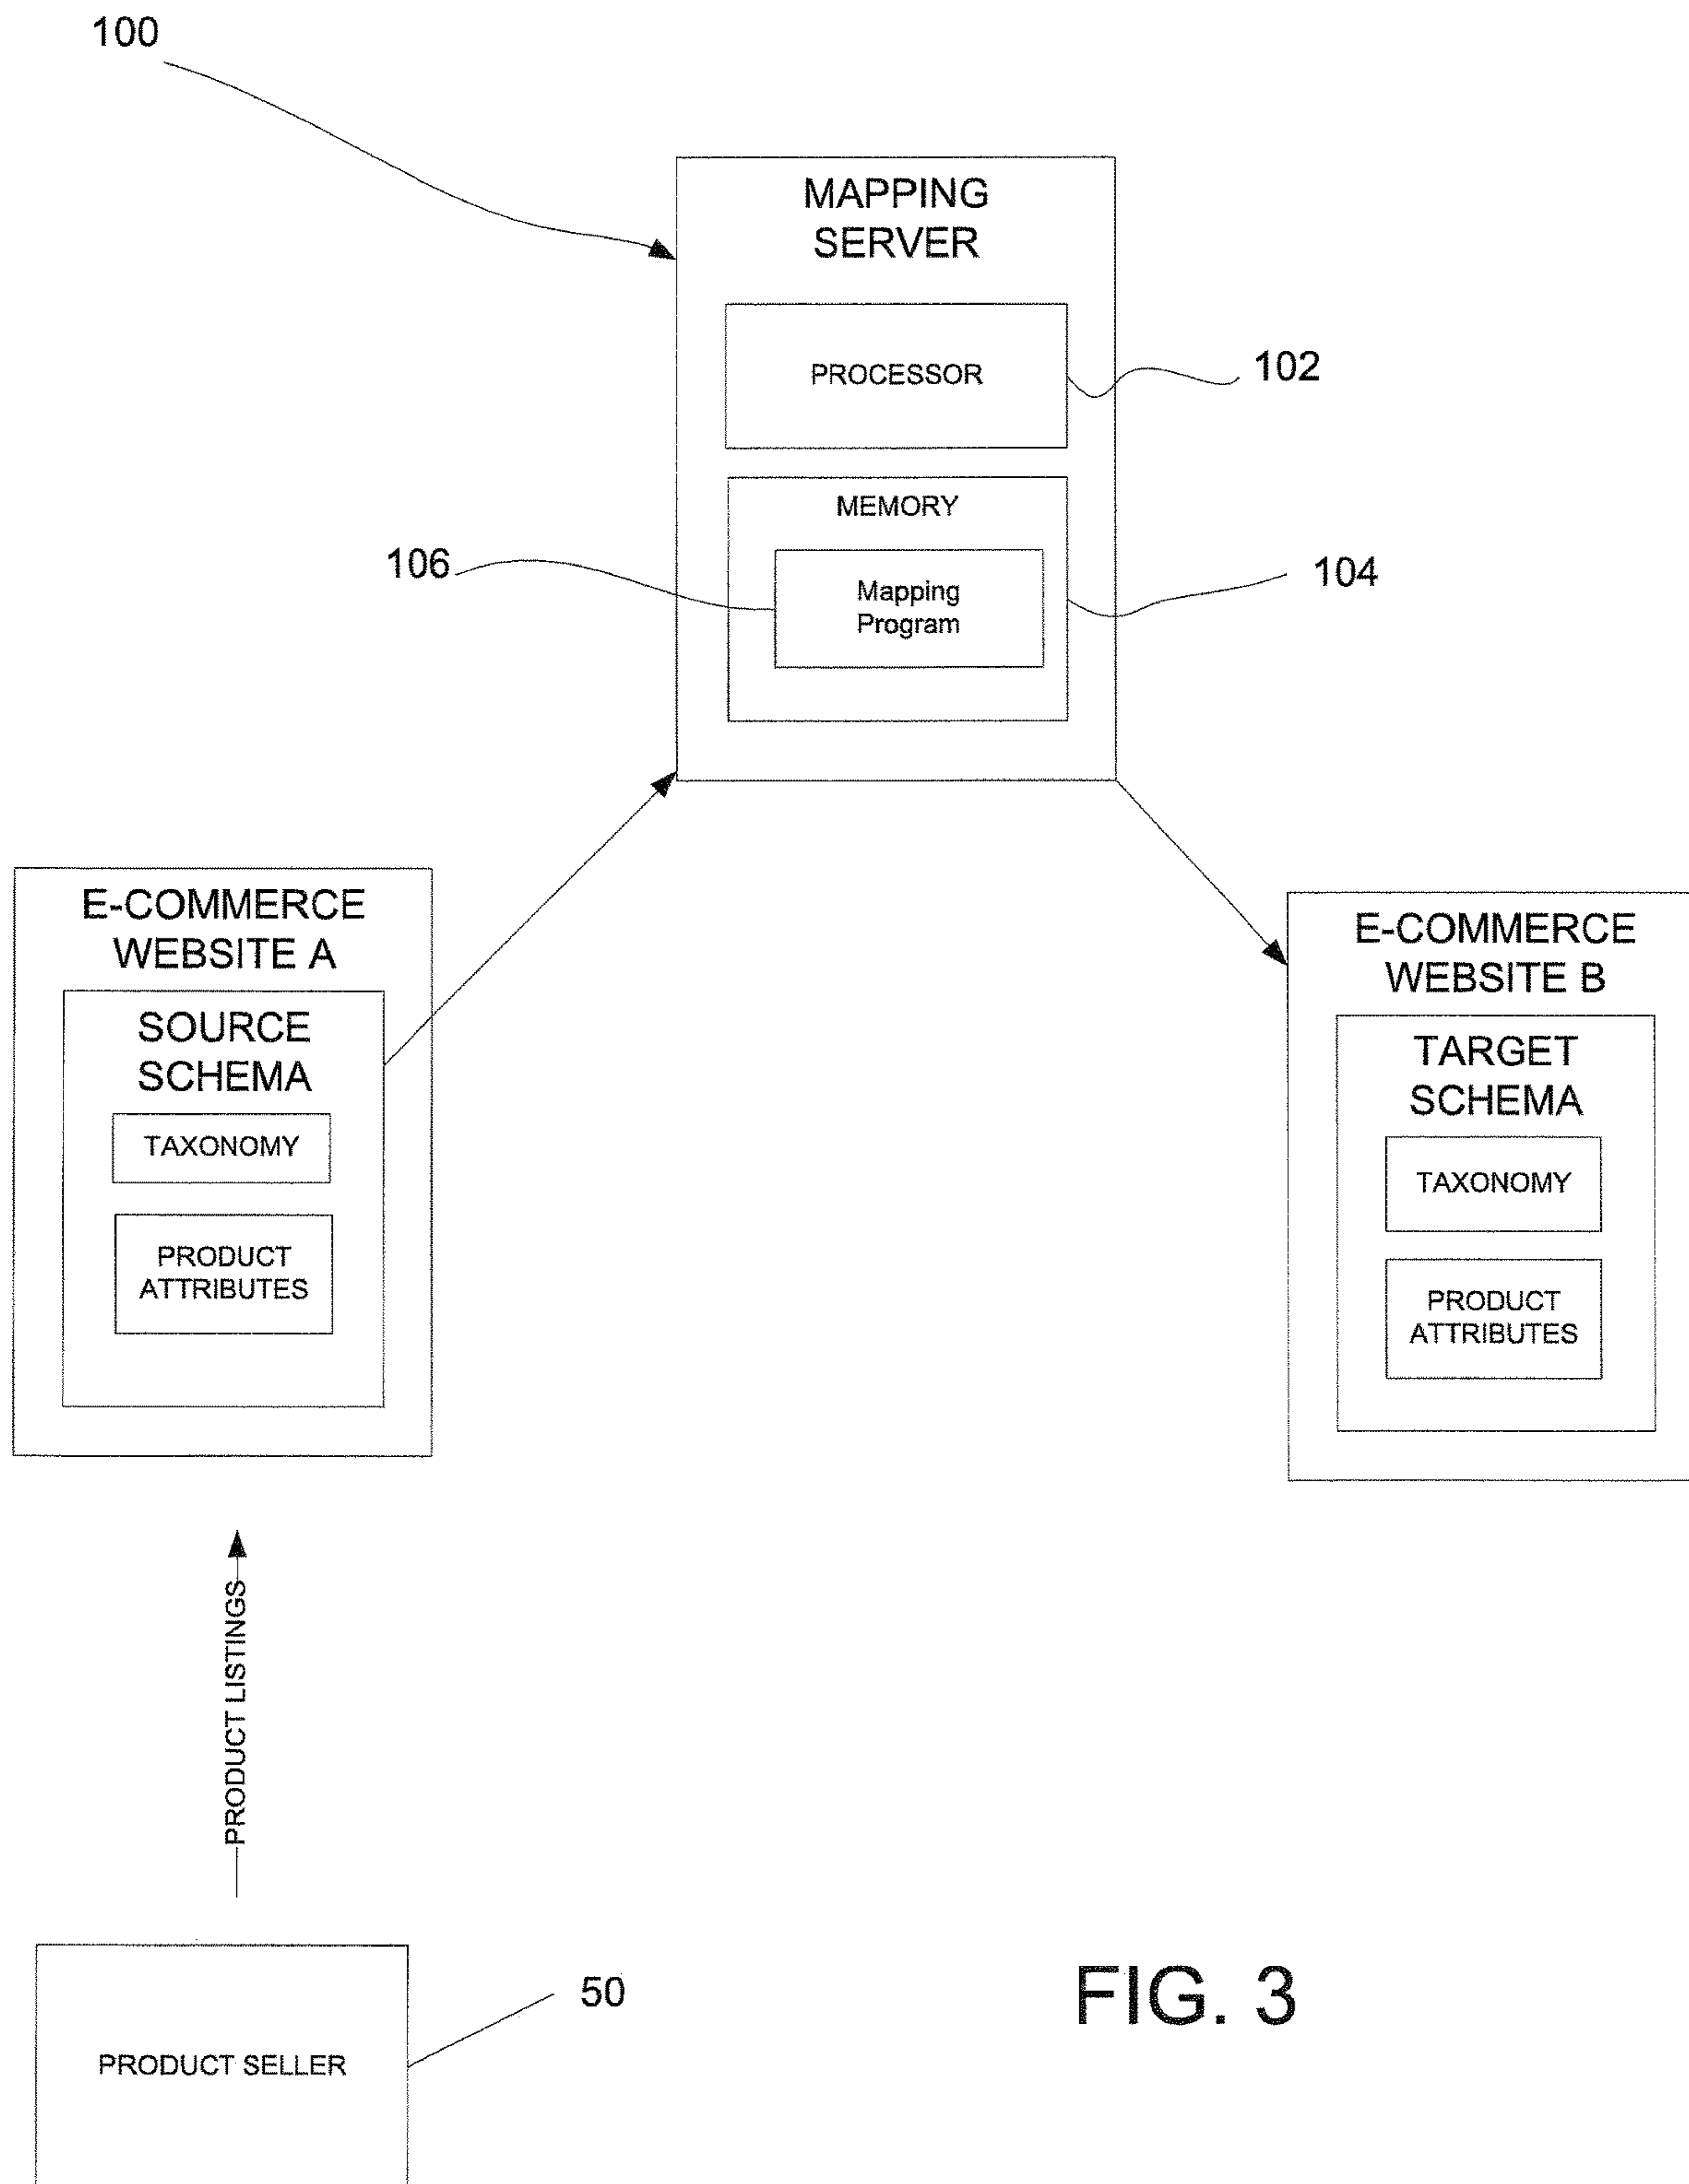 100
MAPPING
SERVER
PROCESSOR
102
MEMORY
106
Mapping
Program
104
E-COMMERCE
WEBSITE A
SOURCE
SCHEMA
TAXONOMY
PRODUCT
ATTRIBUTES
E-COMMERCE
WEBSITE B
TARGET
SCHEMA
TAXONOMY
PRODUCT
ATTRIBUTES
PRODUCT LISTINGS
PRODUCT SELLER
50
FIG. 3